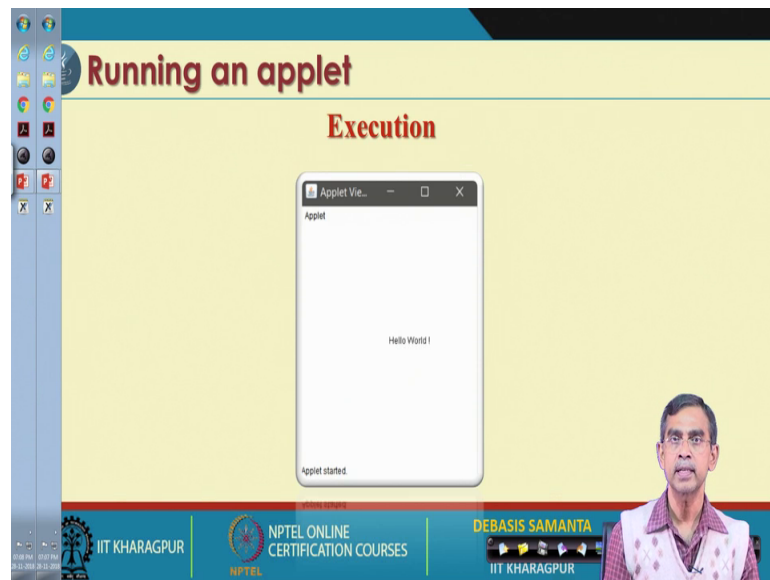 Running an applet
Execution
Applet Vie...
Applet
Hello World !
Applet started.
IIT KHARAGPUR
NPTEL
NPTEL ONLINE
CERTIFICATION COURSES
DEBASIS SAMANTA
IIT KHARAGPUR